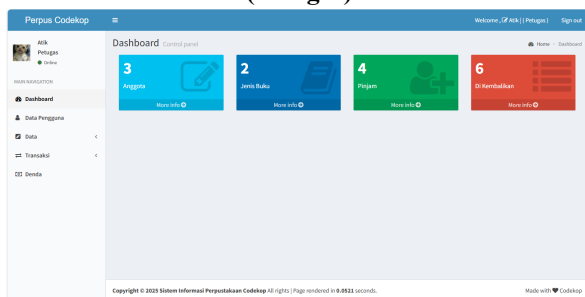 Perpus Codekop
Welcome , Atik | ( Petugas )
Sign out
Atik
Petugas
Online
MAIN NAVIGATION
Dashboard
Data Pengguna
Data
Transaksi
Denda
Dashboard Control panel
Home
Dashboard
3
Anggota
More info
2
Jenis Buku
More info
4
Pinjam
More info
6
Di Kembalikan
More info
Copyright © 2025 Sistem Informasi Perpustakaan Codekop All rights | Page rendered in 0.0521 seconds.
Made with ♥ Codekop